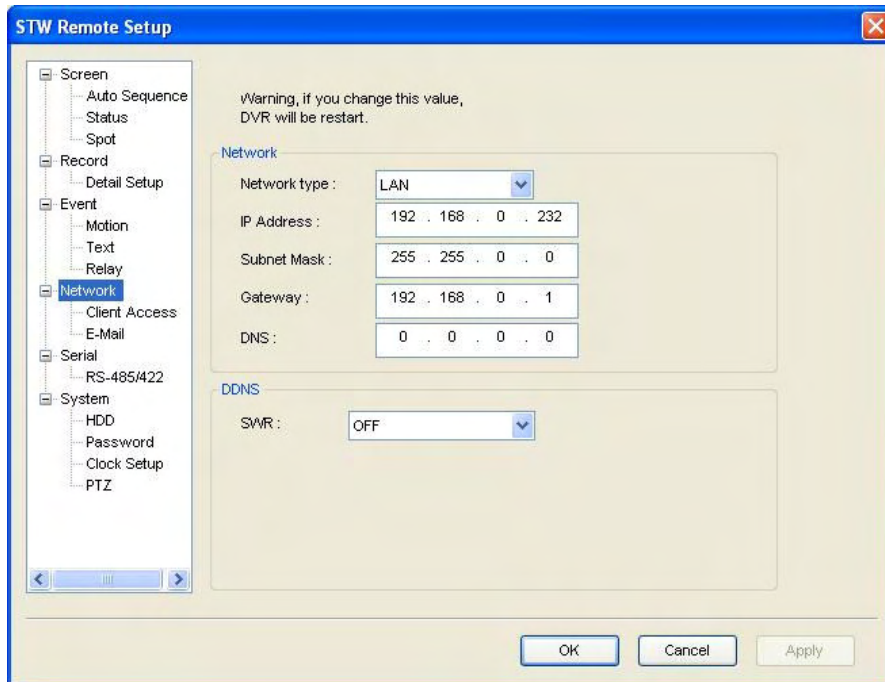 STW Remote Setup
Screen
Auto Sequence
Status
Spot
Record
Detail Setup
Event
Motion
Text
Relay
Network
Client Access
E-Mail
Serial
RS-485/422
System
HDD
Password
Clock Setup
PTZ
Warning, if you change this value,
DVR will be restart.
Network
Network type : LAN
IP Address : 192 . 168 . 0 . 232
Subnet Mask : 255 . 255 . 0 . 0
Gateway : 192 . 168 . 0 . 1
DNS : 0 . 0 . 0 . 0
DDNS
SWR : OFF
OK Cancel Apply